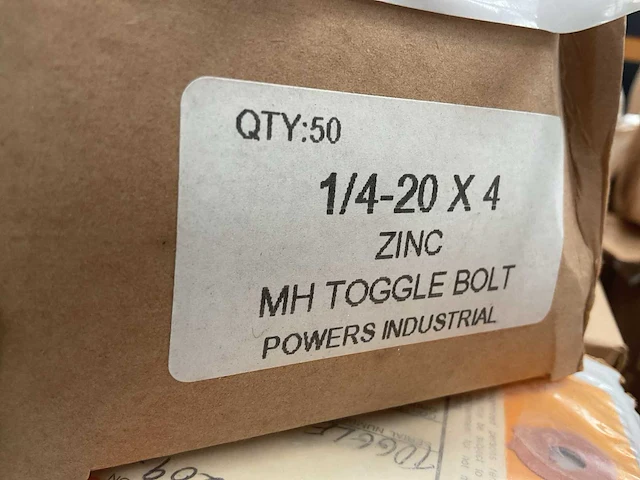 QTY:50
1/4-20 X 4
ZINC
MH TOGGLE BOLT
POWERS INDUSTRIAL